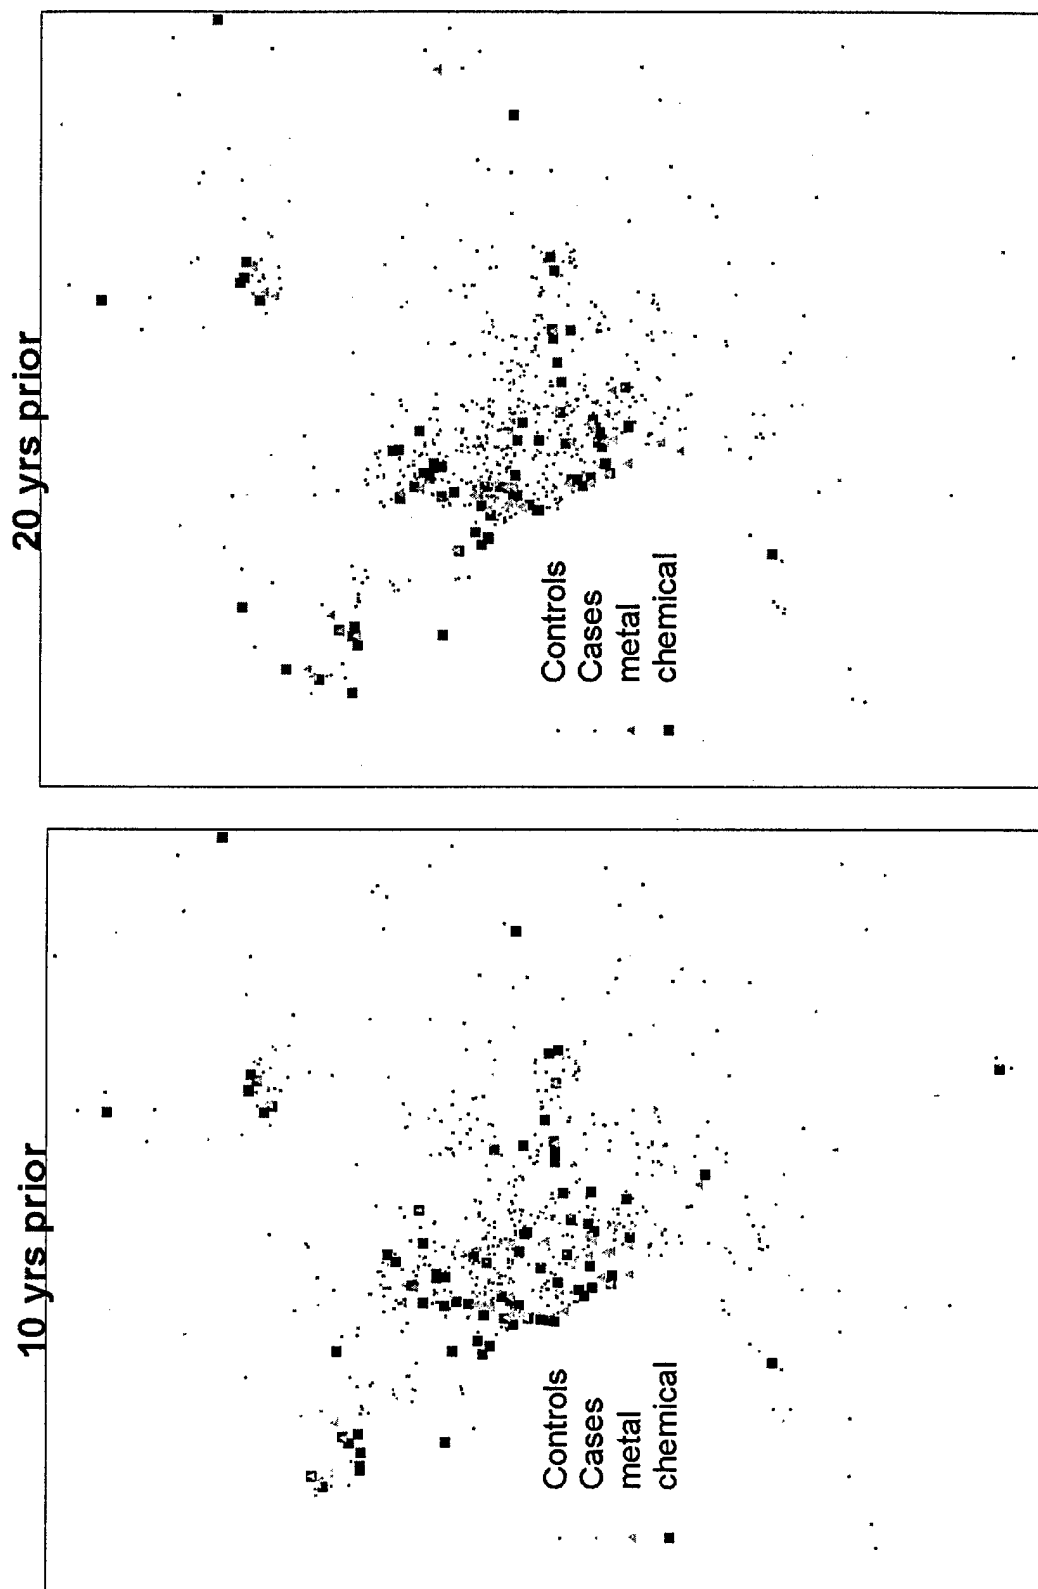 10 yrs prior
Controls
Cases
metal
chemical
20 yrs prior
Controls
Cases
metal
chemical